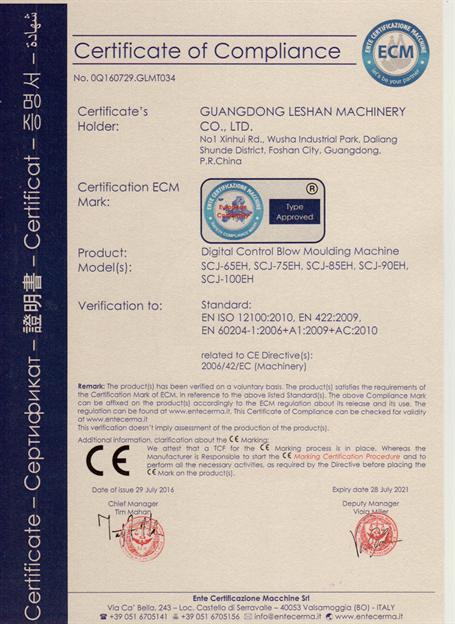 Certificate – Сертификат – 證明書 – Certificat – 증명서 – شهادة
Certificate of Compliance
ENTE CERTIFICAZIONE MACCHINE
ECM
let's be your partner
No. 0Q160729.GLMT034
Certificate's
Holder:
GUANGDONG LESHAN MACHINERY
CO., LTD.
No1 Xinhui Rd., Wusha Industrial Park, Daliang
Shunde District, Foshan City, Guangdong,
P.R.China
Certification ECM
Mark:
ENTE CERTIFICAZIONE MACCHINE
European
Conformity
Type
Approved
®
Product:
Digital Control Blow Moulding Machine
Model(s):
SCJ-65EH, SCJ-75EH, SCJ-85EH, SCJ-90EH,
SCJ-100EH
Verification to:
Standard:
EN ISO 12100:2010, EN 422:2009,
EN 60204-1:2006+A1:2009+AC:2010
related to CE Directive(s):
2006/42/EC (Machinery)
Remark: The product(s) has been verified on a voluntary basis. The product(s) satisfies the requirements of
the Certification Mark of ECM, in reference to the above listed Standard(s). The above Compliance Mark
can be affixed on the product(s) accordingly to the ECM regulation about its release and its use. The
regulation can be found at www.entecerma.it. This Certificate of Compliance can be checked for validity
at www.entecerma.it
This verification doesn't imply assessment of the production of the product(s).
Additional information, clarification about the CE Marking:
CE
We attest that a TCF for the CE Marking process is in place. Whereas the
Manufacturer is Responsible to start the CE Marking Certification Procedure and to
perform all the necessary activities, as required by the Directive before placing the
CE Mark on the product(s).
Date of issue 29 July 2016
Expiry date 28 July 2021
Chief Manager
Tim Mahan
Deputy Manager
Viola Miller
Ente Certificazione Macchine Srl
Via Ca' Bella, 243 – Loc. Castello di Serravalle – 40053 Valsamoggia (BO) - ITALY
☎ +39 051 6705141 +39 051 6705156 info@entecerma.it www.entecerma.it